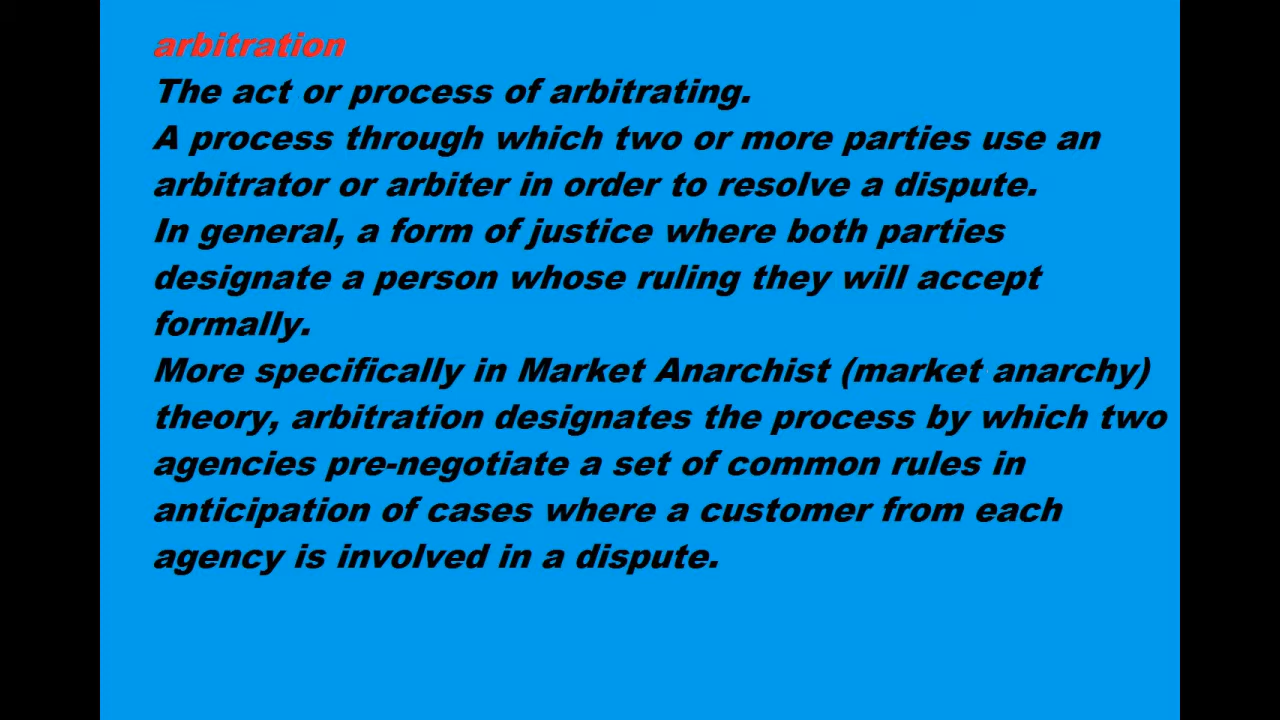 arbitration
The act or process of arbitrating.
A process through which two or more parties use an
arbitrator or arbiter in order to resolve a dispute.
In general, a form of justice where both parties
designate a person whose ruling they will accept
formally.
More specifically in Market Anarchist (market anarchy)
theory, arbitration designates the process by which two
agencies pre-negotiate a set of common rules in
anticipation of cases where a customer from each
agency is involved in a dispute.